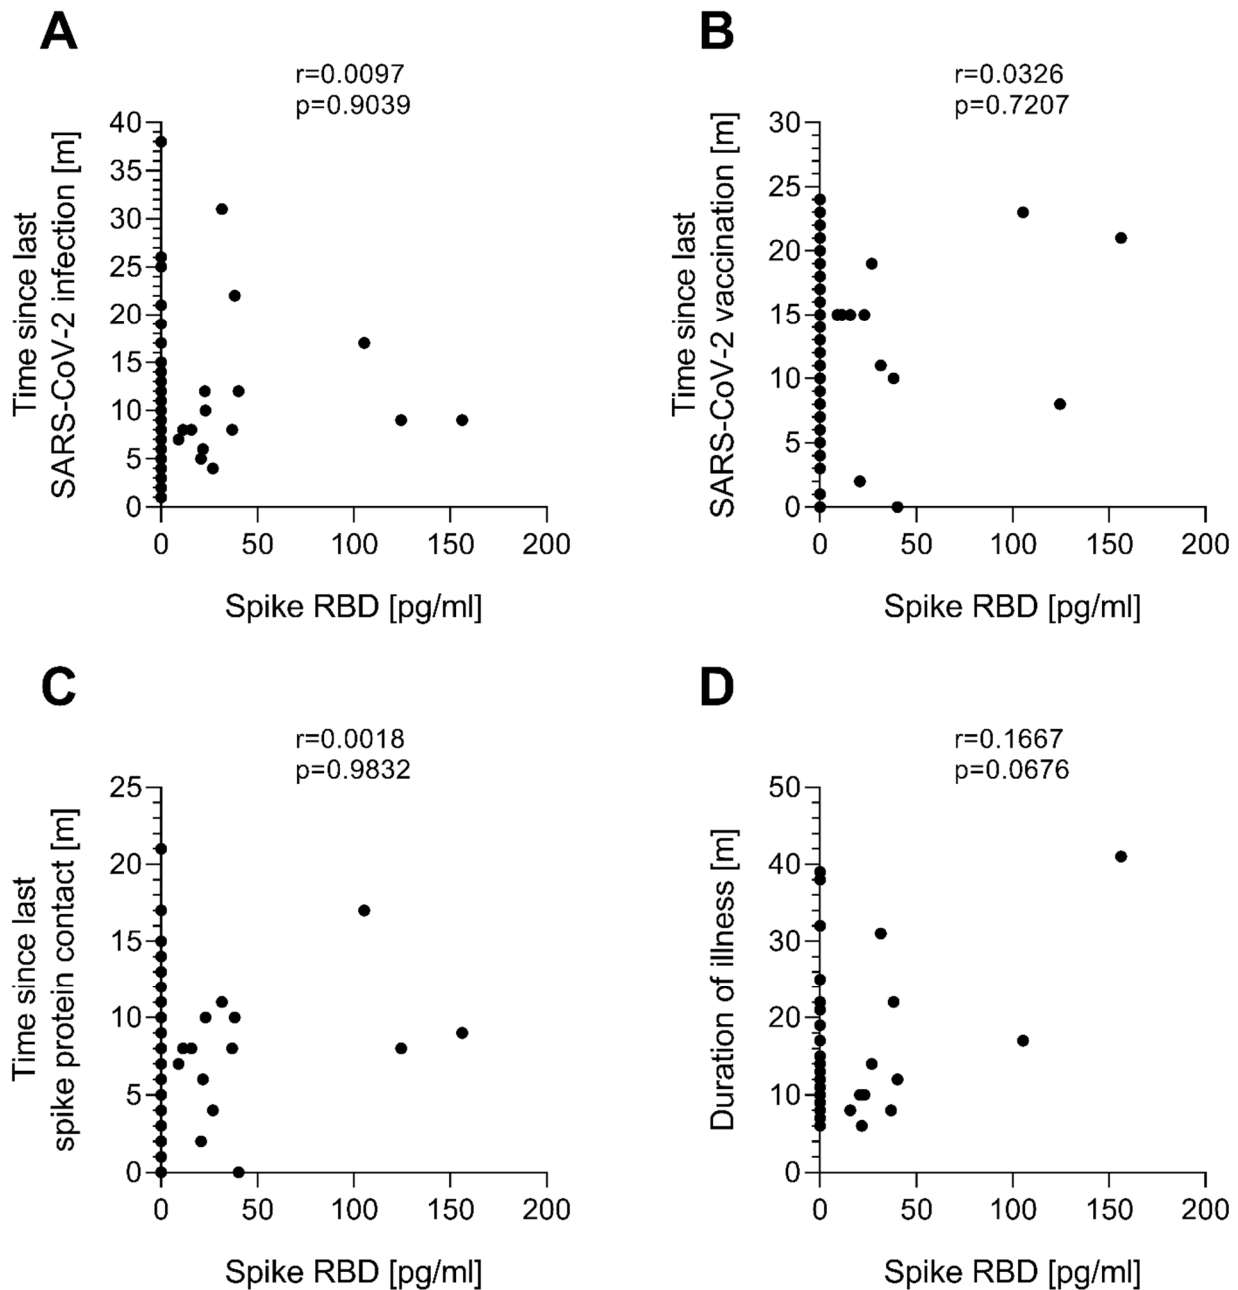 A
r=0.0097
p=0.9039
Time since last
SARS-CoV-2 infection [m]
40
35
30
25
20
15
10
5
0
0 50 100 150 200
Spike RBD [pg/ml]
B
r=0.0326
p=0.7207
Time since last
SARS-CoV-2 vaccination [m]
30
25
20
15
10
5
0
0 50 100 150 200
Spike RBD [pg/ml]
C
r=0.0018
p=0.9832
Time since last
spike protein contact [m]
25
20
15
10
5
0
0 50 100 150 200
Spike RBD [pg/ml]
D
r=0.1667
p=0.0676
Duration of illness [m]
50
40
30
20
10
0
0 50 100 150 200
Spike RBD [pg/ml]